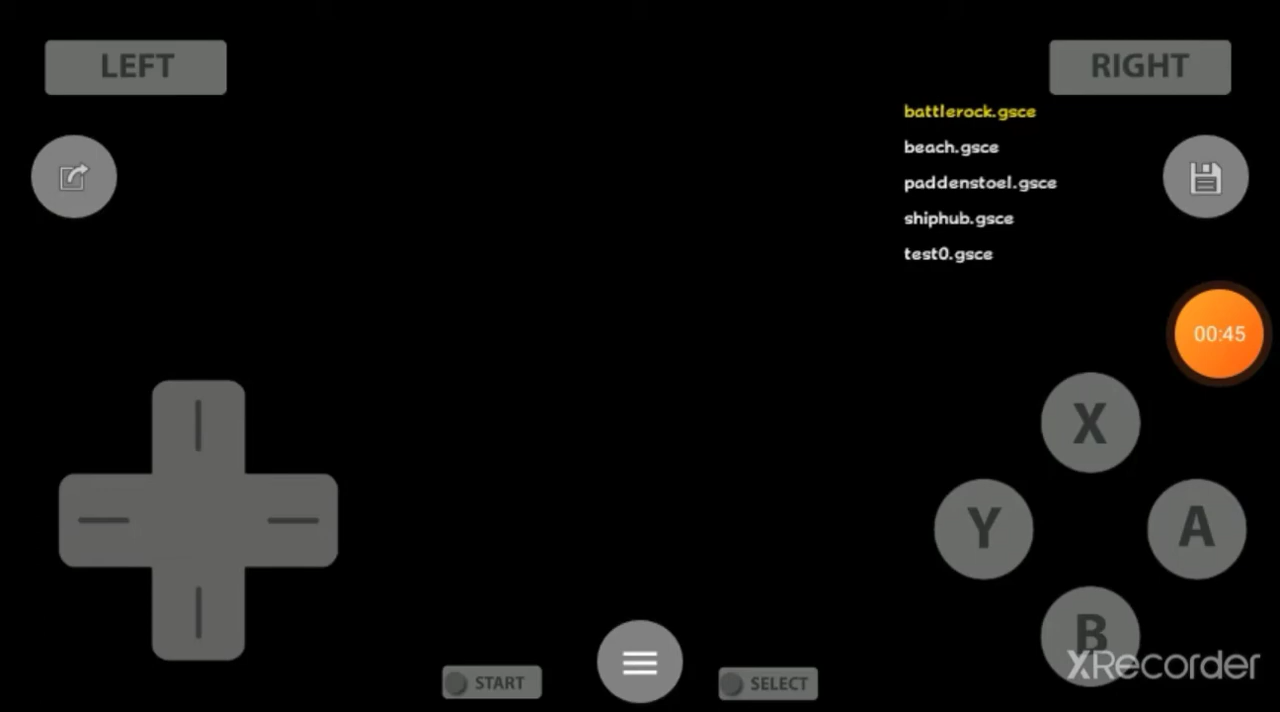 LEFT
RIGHT
battlerock.gsce
beach.gsce
paddenstoel.gsce
shiphub.gsce
test0.gsce
00:45
X
Y
A
B
XRecorder
START
SELECT